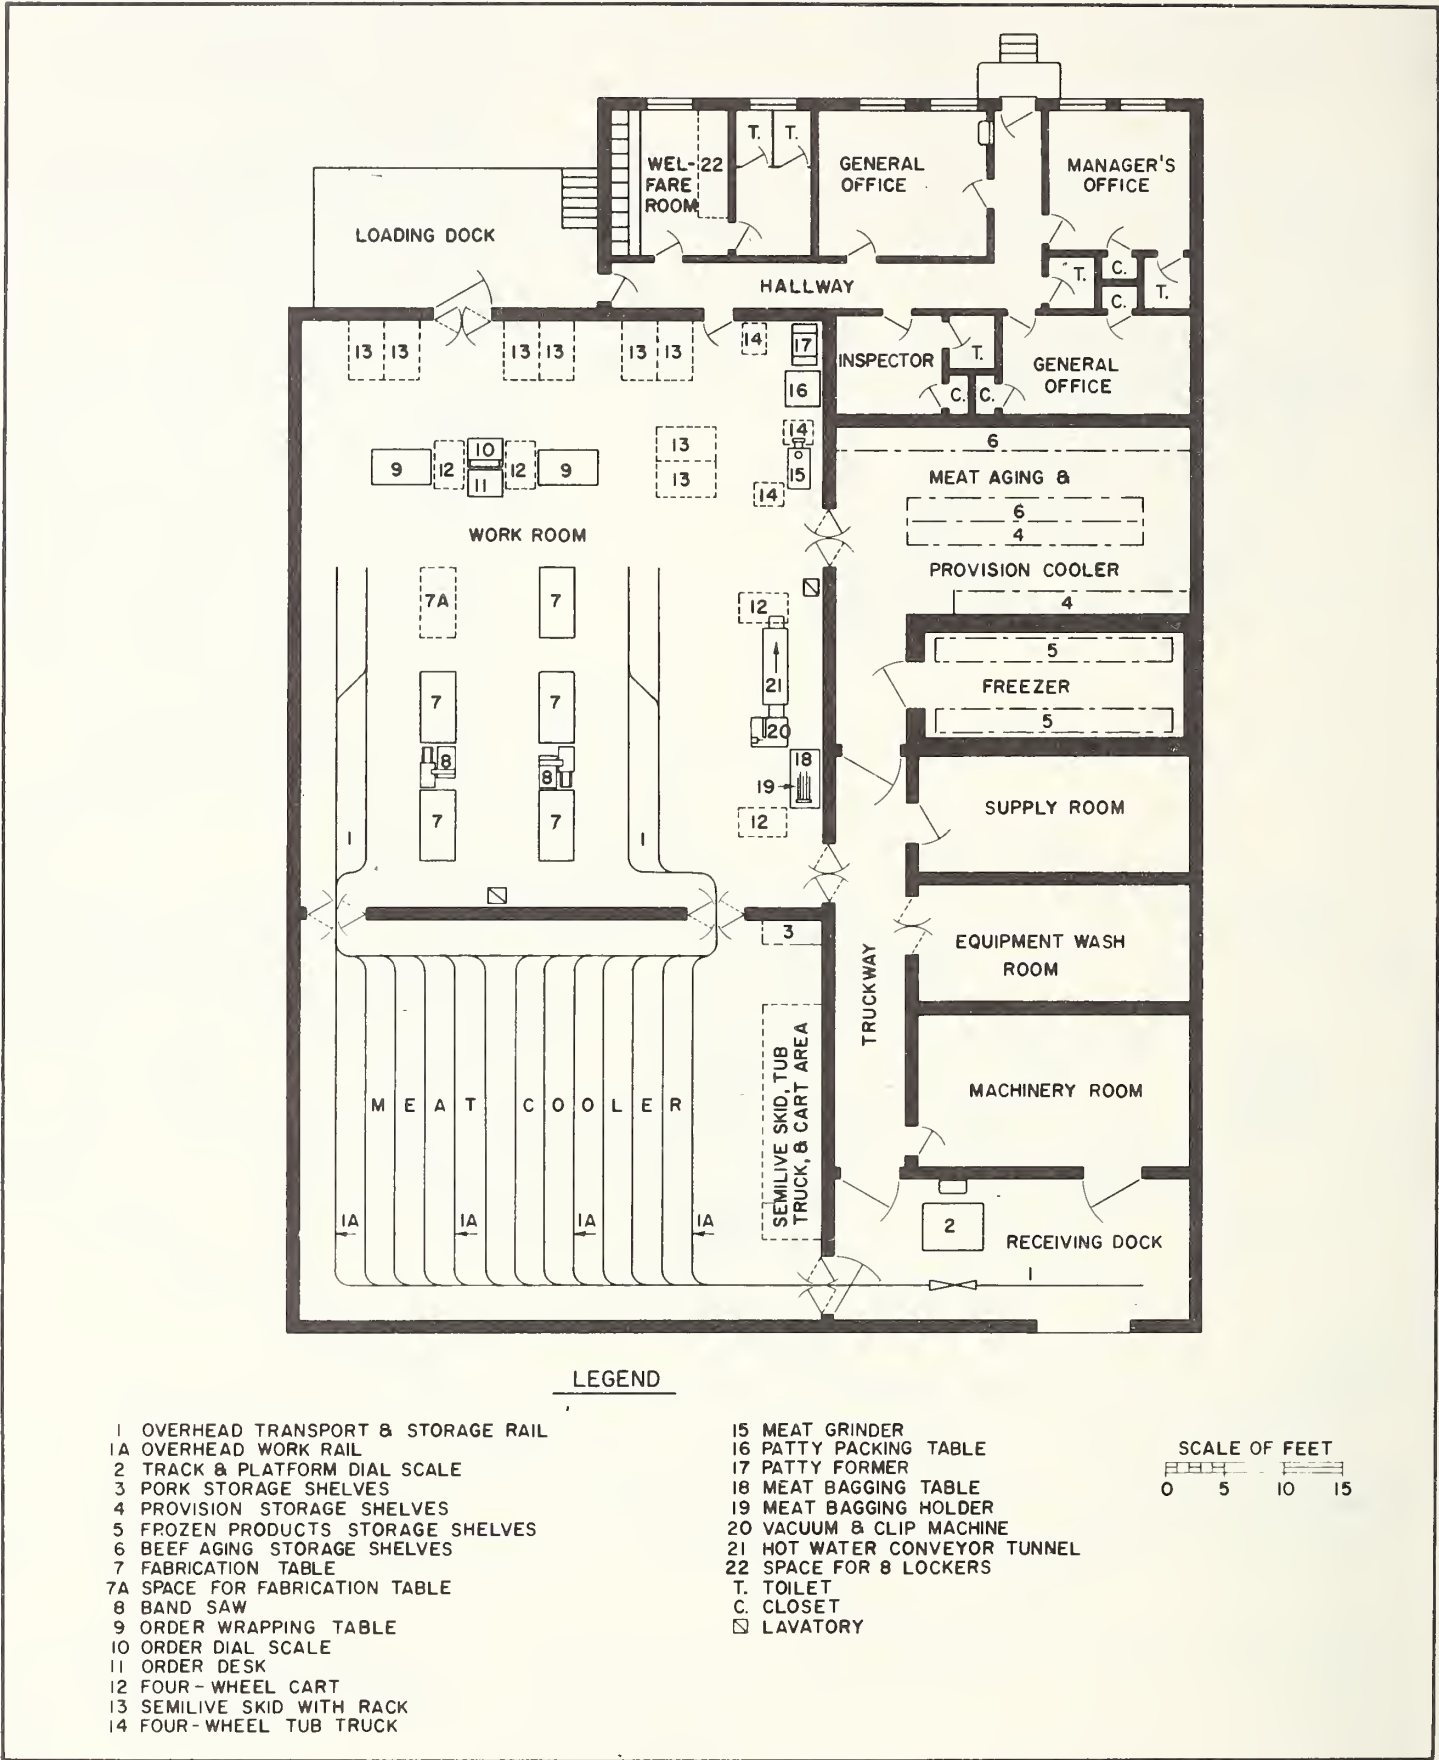 T. T.
WEL- 22
FARE
ROOM
GENERAL
OFFICE
MANAGER'S
OFFICE
LOADING DOCK
HALLWAY
T. C. T.
C.
13 13 13 13 13 13 14 17
INSPECTOR T.
GENERAL
OFFICE
16 C. C.
14
13
13
10
9 12 12 9
11
15
14
6
MEAT AGING &
6
4
WORK ROOM
PROVISION COOLER
7A 7 12 4
5
FREEZER
7 7 21
5
20
8 8 18
19
SUPPLY ROOM
7 7 12
1 1
3
EQUIPMENT WASH
ROOM
TRUCKWAY
MACHINERY ROOM
MEAT COOLER
SEMILIVE SKID, TUB
TRUCK, & CART AREA
1A 1A 1A 1A
2
RECEIVING DOCK
1
LEGEND
1 OVERHEAD TRANSPORT & STORAGE RAIL
1A OVERHEAD WORK RAIL
2 TRACK & PLATFORM DIAL SCALE
3 PORK STORAGE SHELVES
4 PROVISION STORAGE SHELVES
5 FROZEN PRODUCTS STORAGE SHELVES
6 BEEF AGING STORAGE SHELVES
7 FABRICATION TABLE
7A SPACE FOR FABRICATION TABLE
8 BAND SAW
9 ORDER WRAPPING TABLE
10 ORDER DIAL SCALE
11 ORDER DESK
12 FOUR-WHEEL CART
13 SEMILIVE SKID WITH RACK
14 FOUR-WHEEL TUB TRUCK
15 MEAT GRINDER
16 PATTY PACKING TABLE
17 PATTY FORMER
18 MEAT BAGGING TABLE
19 MEAT BAGGING HOLDER
20 VACUUM & CLIP MACHINE
21 HOT WATER CONVEYOR TUNNEL
22 SPACE FOR 8 LOCKERS
T. TOILET
C. CLOSET
LAVATORY
SCALE OF FEET
0 5 10 15